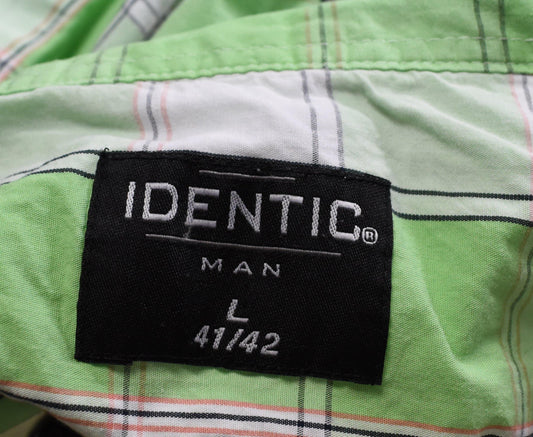 IDENTIC®
MAN
L
41/42